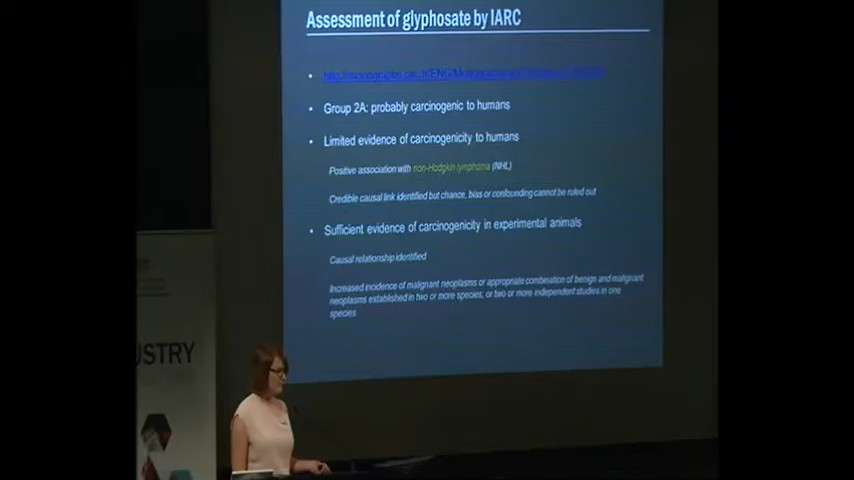 Assessment of glyphosate by IARC
• Group 2A: probably carcinogenic to humans
• Limited evidence of carcinogenicity to humans
Positive association with non-Hodgkin lymphoma (NHL)
Credible causal link identified but chance, bias or confounding cannot be ruled out
• Sufficient evidence of carcinogenicity in experimental animals
Causal relationship identified
Increased incidence of malignant neoplasms or appropriate combination of benign and malignant
neoplasms established in two or more species, or two or more independent studies in one
species
USTRY